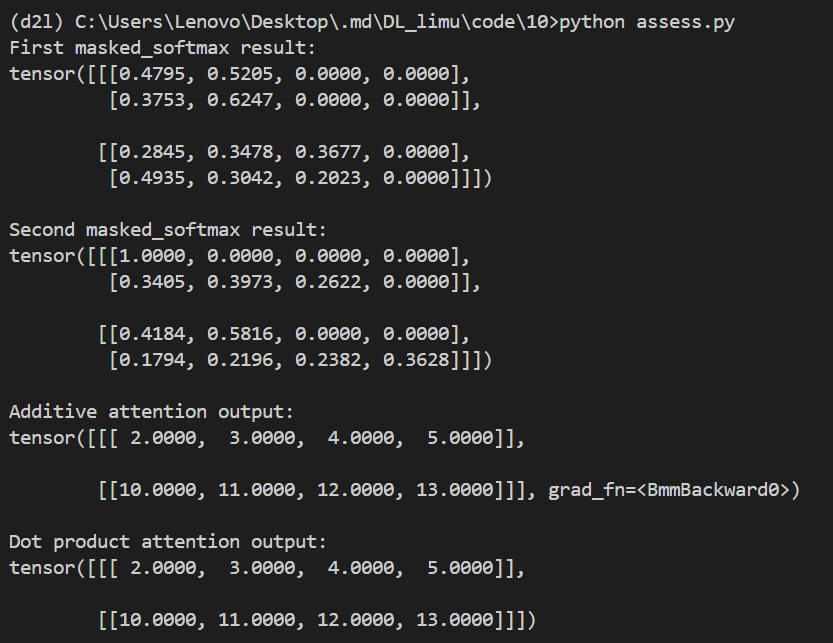 (d2l) C:\Users\Lenovo\Desktop\.md\DL_limu\code\10>python assess.py
First masked_softmax result:
tensor([[[0.4795, 0.5205, 0.0000, 0.0000],
         [0.3753, 0.6247, 0.0000, 0.0000]],

        [[0.2845, 0.3478, 0.3677, 0.0000],
         [0.4935, 0.3042, 0.2023, 0.0000]]])

Second masked_softmax result:
tensor([[[1.0000, 0.0000, 0.0000, 0.0000],
         [0.3405, 0.3973, 0.2622, 0.0000]],

        [[0.4184, 0.5816, 0.0000, 0.0000],
         [0.1794, 0.2196, 0.2382, 0.3628]]])

Additive attention output:
tensor([[[ 2.0000,  3.0000,  4.0000,  5.0000]],

        [[10.0000, 11.0000, 12.0000, 13.0000]]], grad_fn=<BmmBackward0>)

Dot product attention output:
tensor([[[ 2.0000,  3.0000,  4.0000,  5.0000]],

        [[10.0000, 11.0000, 12.0000, 13.0000]]])